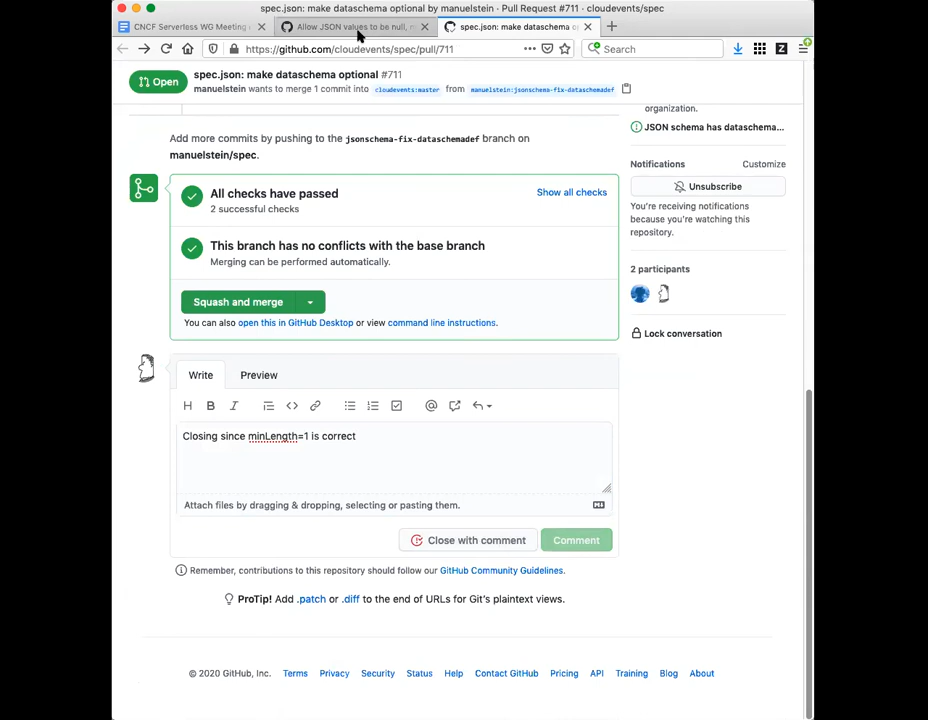 spec.json: make dataschema optional by manuelstein · Pull Request #711 · cloudevents/spec
CNCF Serverless WG Meeting
Allow JSON values to be null, m
spec.json: make dataschema o
https://github.com/cloudevents/spec/pull/711
Search
Open
spec.json: make dataschema optional #711
manuelstein wants to merge 1 commit into cloudevents:master from manuelstein:jsonschema-fix-dataschemadef
organization.
JSON schema has dataschema...
Add more commits by pushing to the jsonschema-fix-dataschemadef branch on
manuelstein/spec.
Notifications
Customize
Unsubscribe
You're receiving notifications
because you're watching this
repository.
All checks have passed
2 successful checks
Show all checks
This branch has no conflicts with the base branch
Merging can be performed automatically.
2 participants
Squash and merge
You can also open this in GitHub Desktop or view command line instructions.
Lock conversation
Write
Preview
Closing since minLength=1 is correct
Attach files by dragging & dropping, selecting or pasting them.
Close with comment
Comment
Remember, contributions to this repository should follow our GitHub Community Guidelines.
ProTip! Add .patch or .diff to the end of URLs for Git's plaintext views.
© 2020 GitHub, Inc.
Terms
Privacy
Security
Status
Help
Contact GitHub
Pricing
API
Training
Blog
About